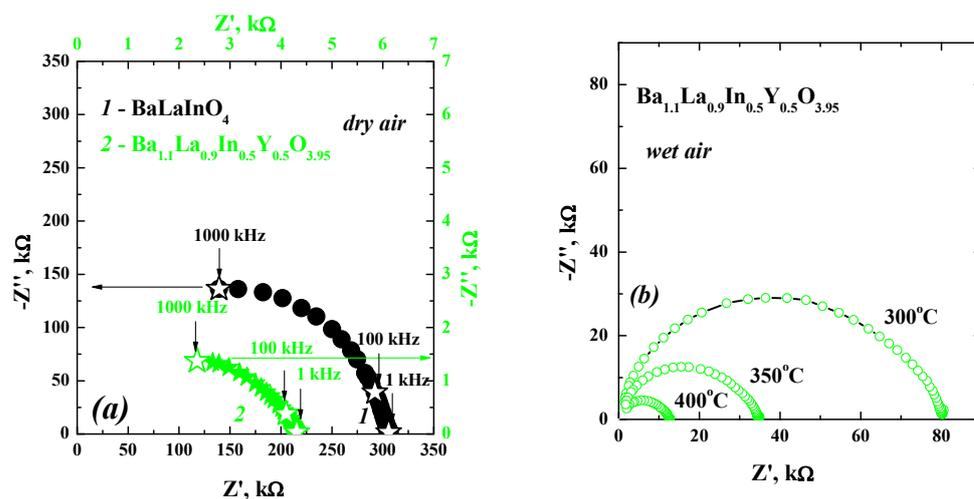 Z', kΩ
0 1 2 3 4 5 6 7
350
300
250
200
150
100
50
0
-Z'', kΩ
1 - BaLaInO4
2 - Ba1.1La0.9In0.5Y0.5O3.95
dry air
1000 kHz
1000 kHz
100 kHz
100 kHz
1 kHz
1 kHz
(a)
2
1
7
6
5
4
3
2
1
0
-Z'', kΩ
0 50 100 150 200 250 300 350
Z', kΩ
80
60
40
20
0
-Z'', kΩ
Ba1.1La0.9In0.5Y0.5O3.95
wet air
(b)
300°C
350°C
400°C
0 20 40 60 80
Z', kΩ